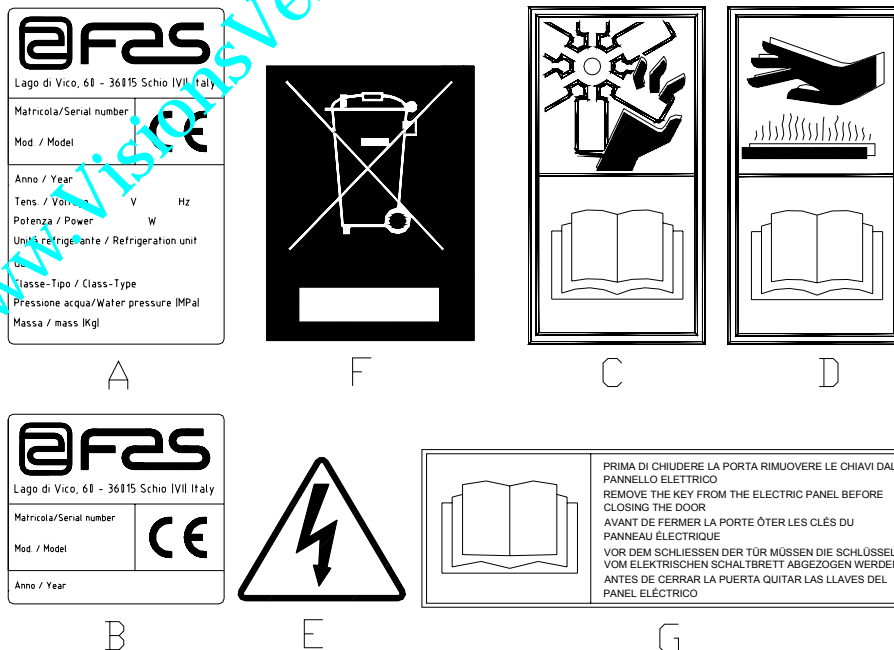 FAS
Lago di Vico, 60 - 36015 Schio (VI) Italy
Matricola/Serial number
CE
Mod. / Model
Anno / Year
Tens. / Voltage V Hz
Potenza / Power W
Unità refrigerante / Refrigeration unit
Classe-Tipo / Class-Type
Pressione acqua/Water pressure (MPa)
Massa / mass (Kg)
A
F
C
D
FAS
Lago di Vico, 60 - 36015 Schio (VI) Italy
Matricola/Serial number
CE
Mod. / Model
Anno / Year
B
E
PRIMA DI CHIUDERE LA PORTA RIMUOVERE LE CHIAVI DAL
PANNELLO ELETTRICO
REMOVE THE KEY FROM THE ELECTRIC PANEL BEFORE
CLOSING THE DOOR
AVANT DE FERMER LA PORTE ÔTER LES CLÉS DU
PANNEAU ÉLECTRIQUE
VOR DEM SCHLIESSEN DER TÜR MÜSSEN DIE SCHLÜSSEL
VOM ELEKTRISCHEN SCHALTBRETT ABGEZOGEN WERDE
ANTES DE CERRAR LA PUERTA QUITAR LAS LLAVES DEL
PANEL ELÉCTRICO
G
www.VisionsVe